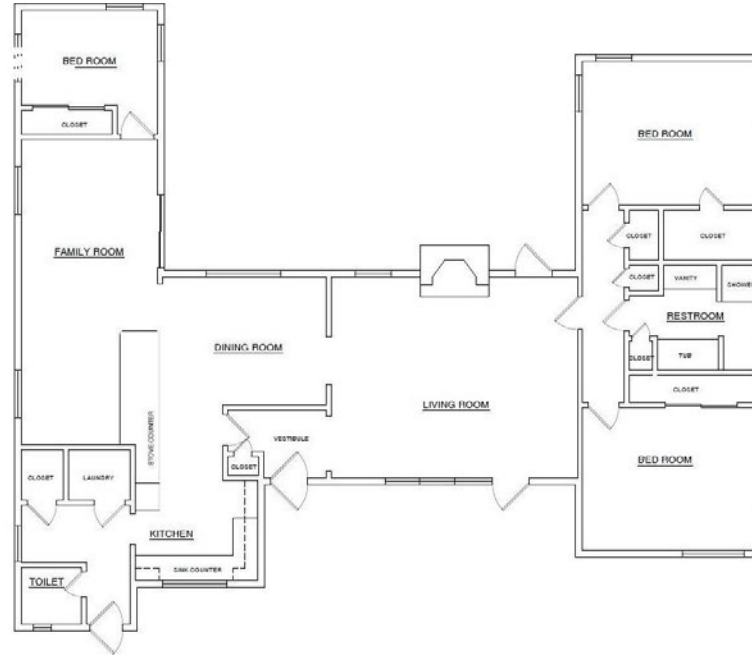 BED ROOM
CLOSET
BED ROOM
FAMILY ROOM
CLOSET
CLOSET
CLOSET
VANITY
SHOWER
RESTROOM
DINING ROOM
CLOSET
TUB
CLOSET
LIVING ROOM
STOVE COUNTER
VESTIBULE
CLOSET
BED ROOM
CLOSET
LAUNDRY
KITCHEN
SINK COUNTER
TOILET